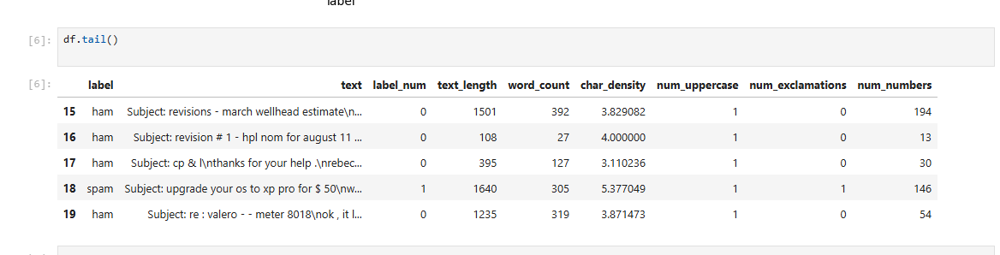 label
[6]: df.tail()
[6]: label text label_num text_length word_count char_density num_uppercase num_exclamations num_numbers
15 ham Subject: revisions - march wellhead estimate\n... 0 1501 392 3.829082 1 0 194
16 ham Subject: revision # 1 - hpl nom for august 11 ... 0 108 27 4.000000 1 0 13
17 ham Subject: cp & l\nthanks for your help .\nrebec... 0 395 127 3.110236 1 0 30
18 spam Subject: upgrade your os to xp pro for $ 50\nw... 1 1640 305 5.377049 1 1 146
19 ham Subject: re : valero - - meter 8018\nok , it l... 0 1235 319 3.871473 1 0 54